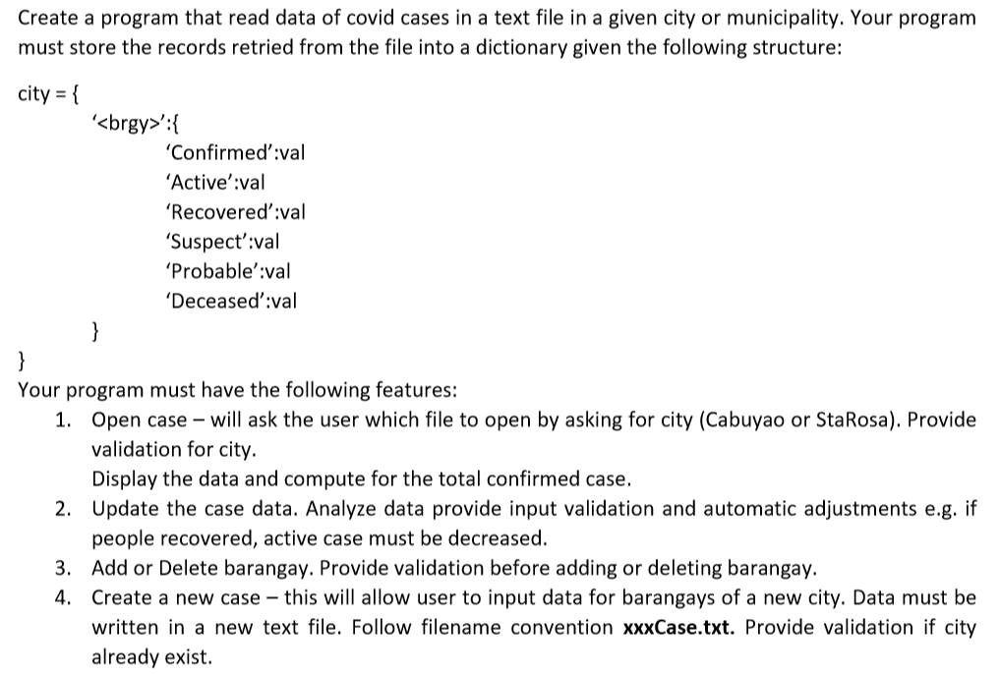 Create a program that read data of covid cases in a text file in a given city or municipality. Your program
must store the records retried from the file into a dictionary given the following structure:
city = {
‘<brgy>’:{
‘Confirmed’:val
‘Active’:val
‘Recovered’:val
‘Suspect’:val
‘Probable’:val
‘Deceased’:val
}
}
Your program must have the following features:
1. Open case – will ask the user which file to open by asking for city (Cabuyao or StaRosa). Provide
validation for city.
Display the data and compute for the total confirmed case.
2. Update the case data. Analyze data provide input validation and automatic adjustments e.g. if
people recovered, active case must be decreased.
3. Add or Delete barangay. Provide validation before adding or deleting barangay.
4. Create a new case – this will allow user to input data for barangays of a new city. Data must be
written in a new text file. Follow filename convention xxxCase.txt. Provide validation if city
already exist.